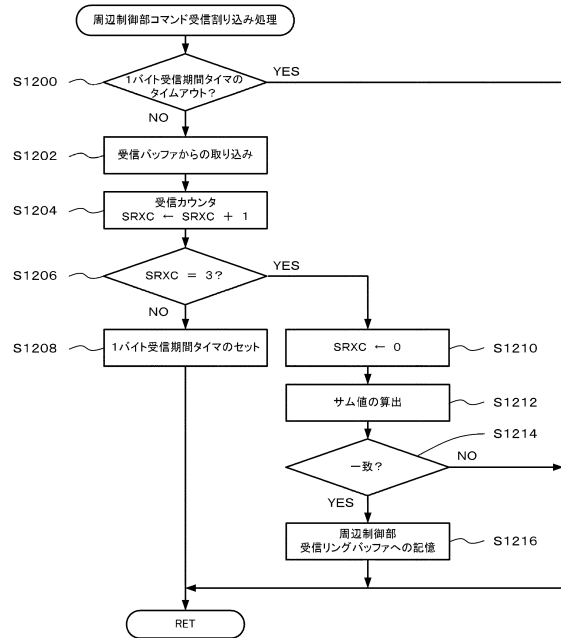 周辺制御部コマンド受信割り込み処理
S1200
1バイト受信期間タイマの
タイムアウト?
YES
NO
S1202
受信バッファからの取り込み
S1204
受信カウンタ
SRXC ← SRXC + 1
S1206
SRXC = 3?
YES
NO
S1208
1バイト受信期間タイマのセット
SRXC ← 0
S1210
サム値の算出
S1212
S1214
一致?
NO
YES
周辺制御部
受信リングバッファへの記憶
S1216
RET